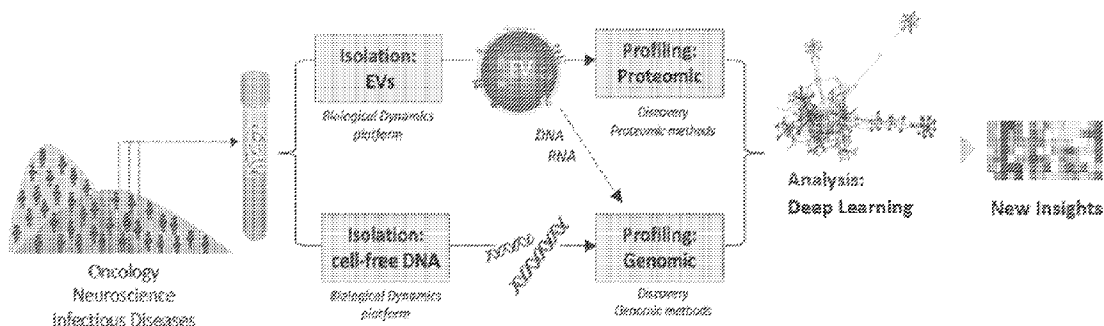 Oncology
Neuroscience
Infectious Diseases
Isolation:
EVs
Biological Dynamics
platform
EV
DNA
RNA
Profiling:
Proteomic
Discovery
Proteomic methods
Isolation:
cell-free DNA
Biological Dynamics
platform
Profiling:
Genomic
Discovery
Genomic methods
Analysis:
Deep Learning
New Insights